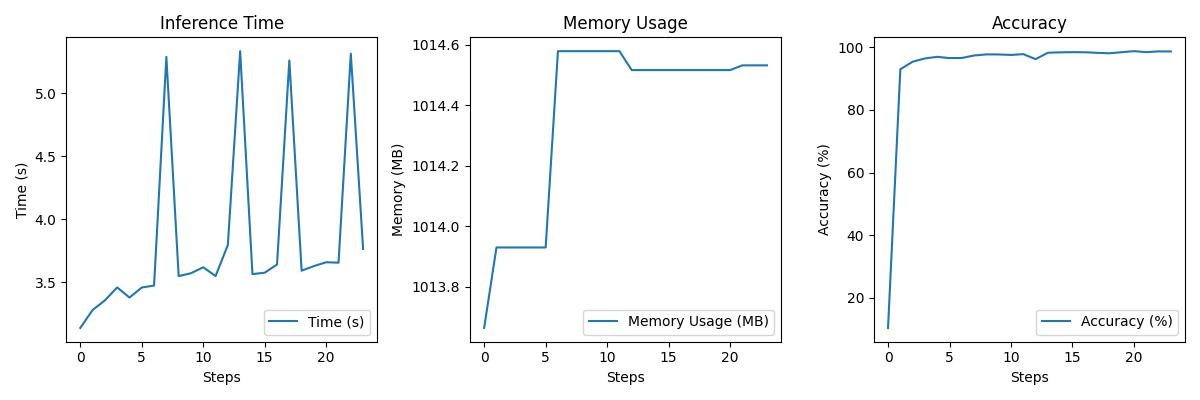 Inference Time
5.0
4.5
4.0
3.5
Time (s)
0 5 10 15 20
Steps
Time (s)
Memory Usage
1014.6
1014.4
1014.2
1014.0
1013.8
Memory (MB)
0 5 10 15 20
Steps
Memory Usage (MB)
Accuracy
100
80
60
40
20
Accuracy (%)
0 5 10 15 20
Steps
Accuracy (%)